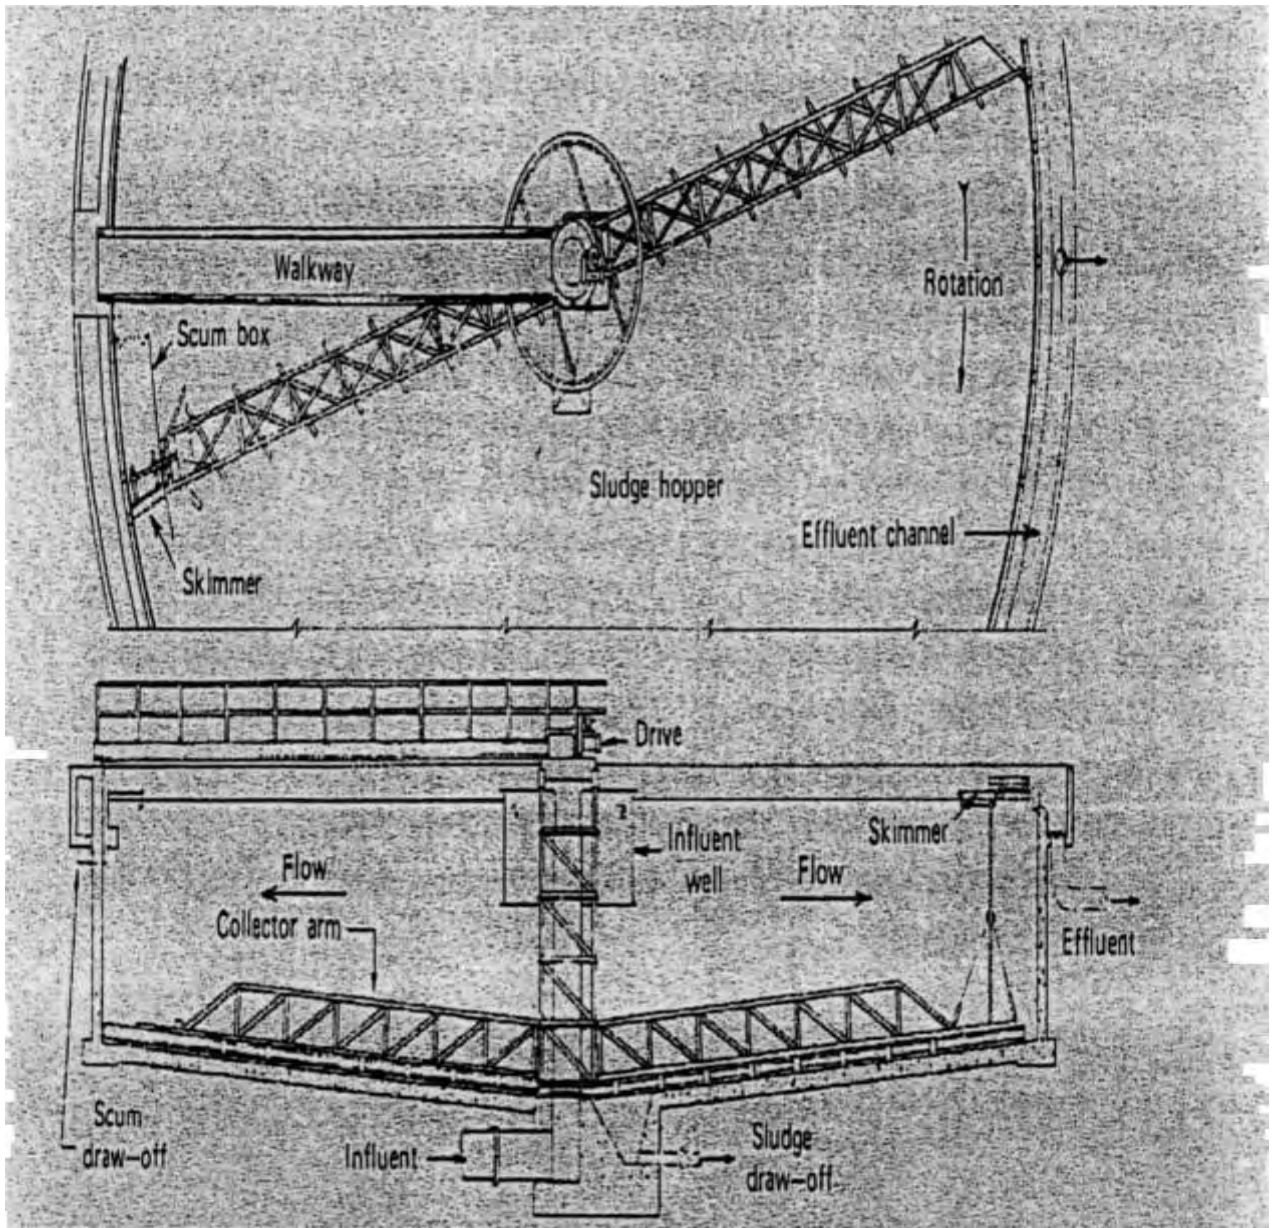 Walkway
Rotation
Scum box
Sludge hopper
Effluent channel
Skimmer
Drive
Skimmer
Influent
well
Flow
Flow
Collector arm
Effluent
Scum
draw-off
Influent
Sludge
draw-off